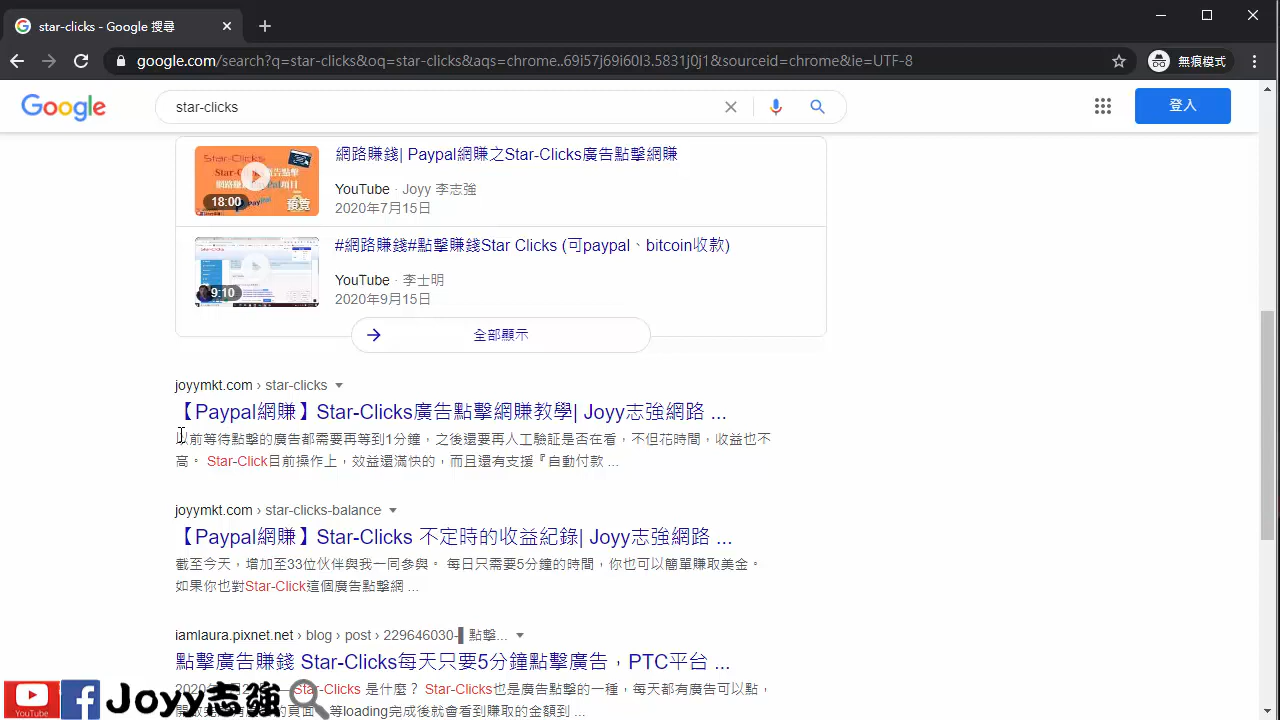 star-clicks - Google 搜尋
google.com/search?q=star-clicks&oq=star-clicks&aqs=chrome..69i57j69i60l3.5831j0j1&sourceid=chrome&ie=UTF-8
無痕模式
Google
star-clicks
登入
網路賺錢| Paypal網賺之Star-Clicks廣告點擊網賺
YouTube · Joyy 李志強
2020年7月15日
Star-Clicks
18:00
#網路賺錢#點擊賺錢Star Clicks (可paypal、bitcoin收款)
YouTube · 李士明
2020年9月15日
9:10
全部顯示
joyymkt.com › star-clicks
【Paypal網賺】Star-Clicks廣告點擊網賺教學| Joyy志強網路 ...
以前等待點擊的廣告都需要再等到1分鐘，之後還要再人工驗証是否在看，不但花時間，收益也不
高。 Star-Click目前操作上，效益還滿快的，而且還有支援『自動付款 ...
joyymkt.com › star-clicks-balance
【Paypal網賺】Star-Clicks 不定時的收益紀錄| Joyy志強網路 ...
截至今天，增加至33位伙伴與我一同參與。 每日只需要5分鐘的時間，你也可以簡單賺取美金。
如果你也對Star-Click這個廣告點擊網 ...
iamlaura.pixnet.net › blog › post › 229646030-▌點擊...
點擊廣告賺錢 Star-Clicks每天只要5分鐘點擊廣告，PTC平台 ...
Star-Clicks 是什麼？ Star-Clicks也是廣告點擊的一種，每天都有廣告可以點，
等loading完成後就會看到賺取的金額到 ...
YouTube
Joyy志強